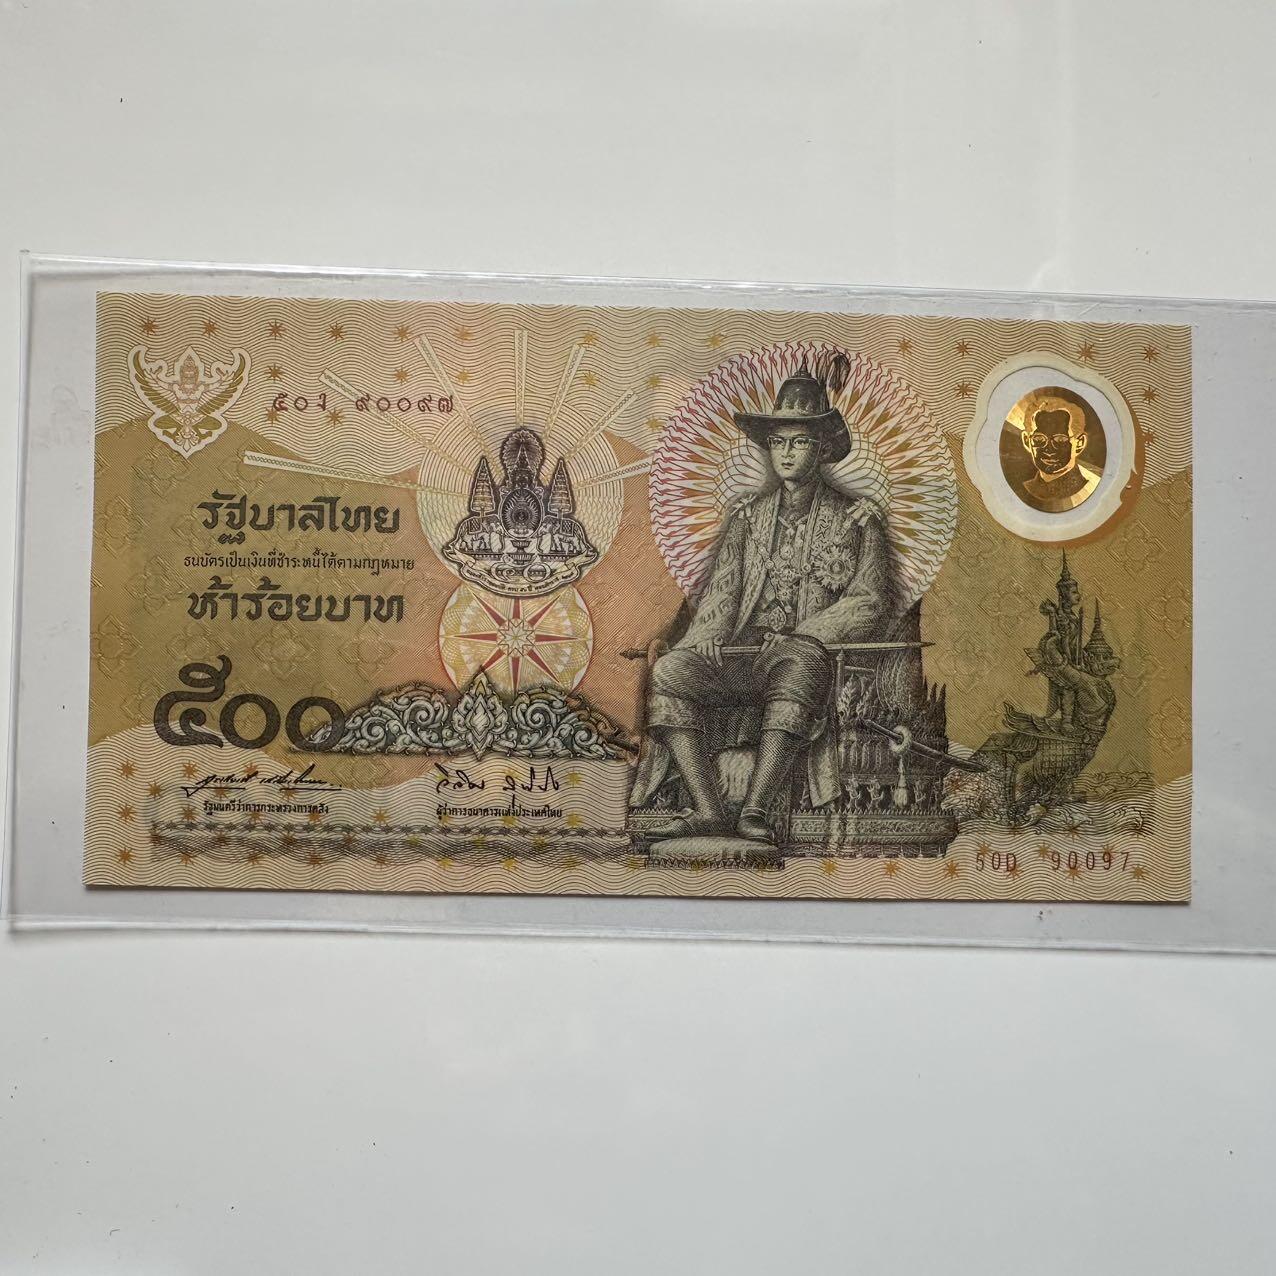 ๕๐ง ๙๐๐๙๗
รัฐบาลไทย
ธนบัตรเป็นเงินที่ชำระหนี้ได้ตามกฎหมาย
ห้าร้อยบาท
๕๐๐
รัฐมนตรีว่าการกระทรวงการคลัง
ผู้ว่าการธนาคารแห่งประเทศไทย
50D 90097